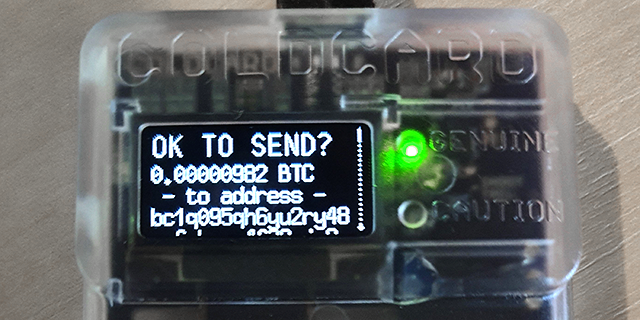 COLDCARD
OK TO SEND?
0.00000982 BTC
- to address -
bc1q095qh6yu2ry48
GENUINE
CAUTION